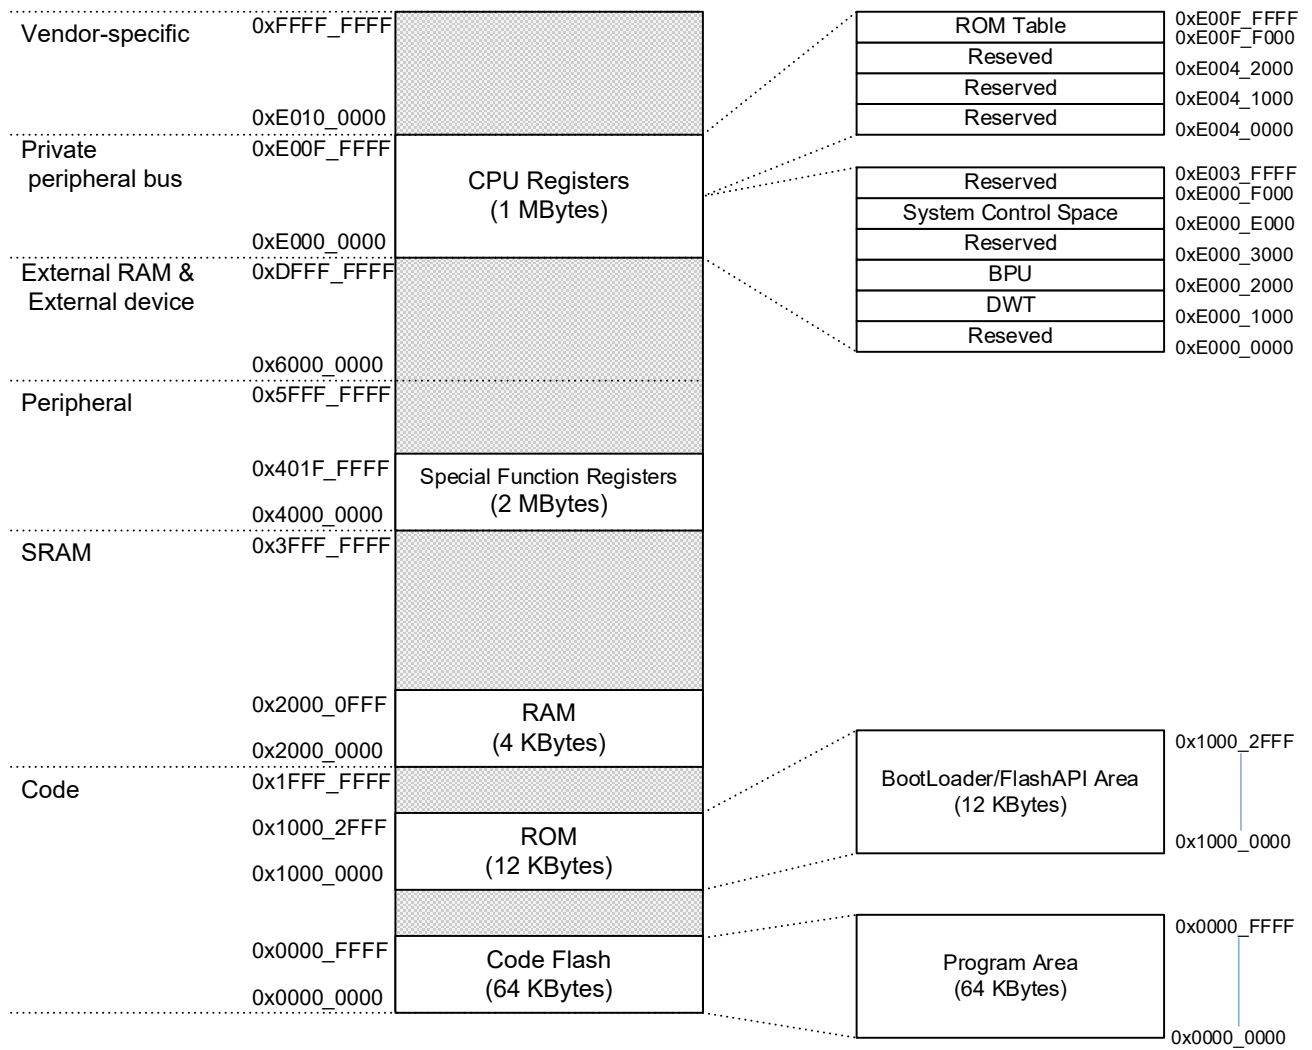 Vendor-specific
0xFFFF_FFFF
0xE010_0000
Private
peripheral bus
0xE00F_FFFF
CPU Registers
(1 MBytes)
0xE000_0000
External RAM &
External device
0xDFFF_FFFF
0x6000_0000
Peripheral
0x5FFF_FFFF
0x401F_FFFF
Special Function Registers
(2 MBytes)
0x4000_0000
SRAM
0x3FFF_FFFF
0x2000_0FFF
RAM
(4 KBytes)
0x2000_0000
Code
0x1FFF_FFFF
0x1000_2FFF
ROM
(12 KBytes)
0x1000_0000
0x0000_FFFF
Code Flash
(64 KBytes)
0x0000_0000
ROM Table
0xE00F_FFFF
0xE00F_F000
Reseved
0xE004_2000
Reserved
0xE004_1000
Reserved
0xE004_0000
0xE003_FFFF
Reserved
0xE000_F000
System Control Space
0xE000_E000
Reserved
0xE000_3000
BPU
0xE000_2000
DWT
0xE000_1000
Reseved
0xE000_0000
0x1000_2FFF
BootLoader/FlashAPI Area
(12 KBytes)
0x1000_0000
0x0000_FFFF
Program Area
(64 KBytes)
0x0000_0000